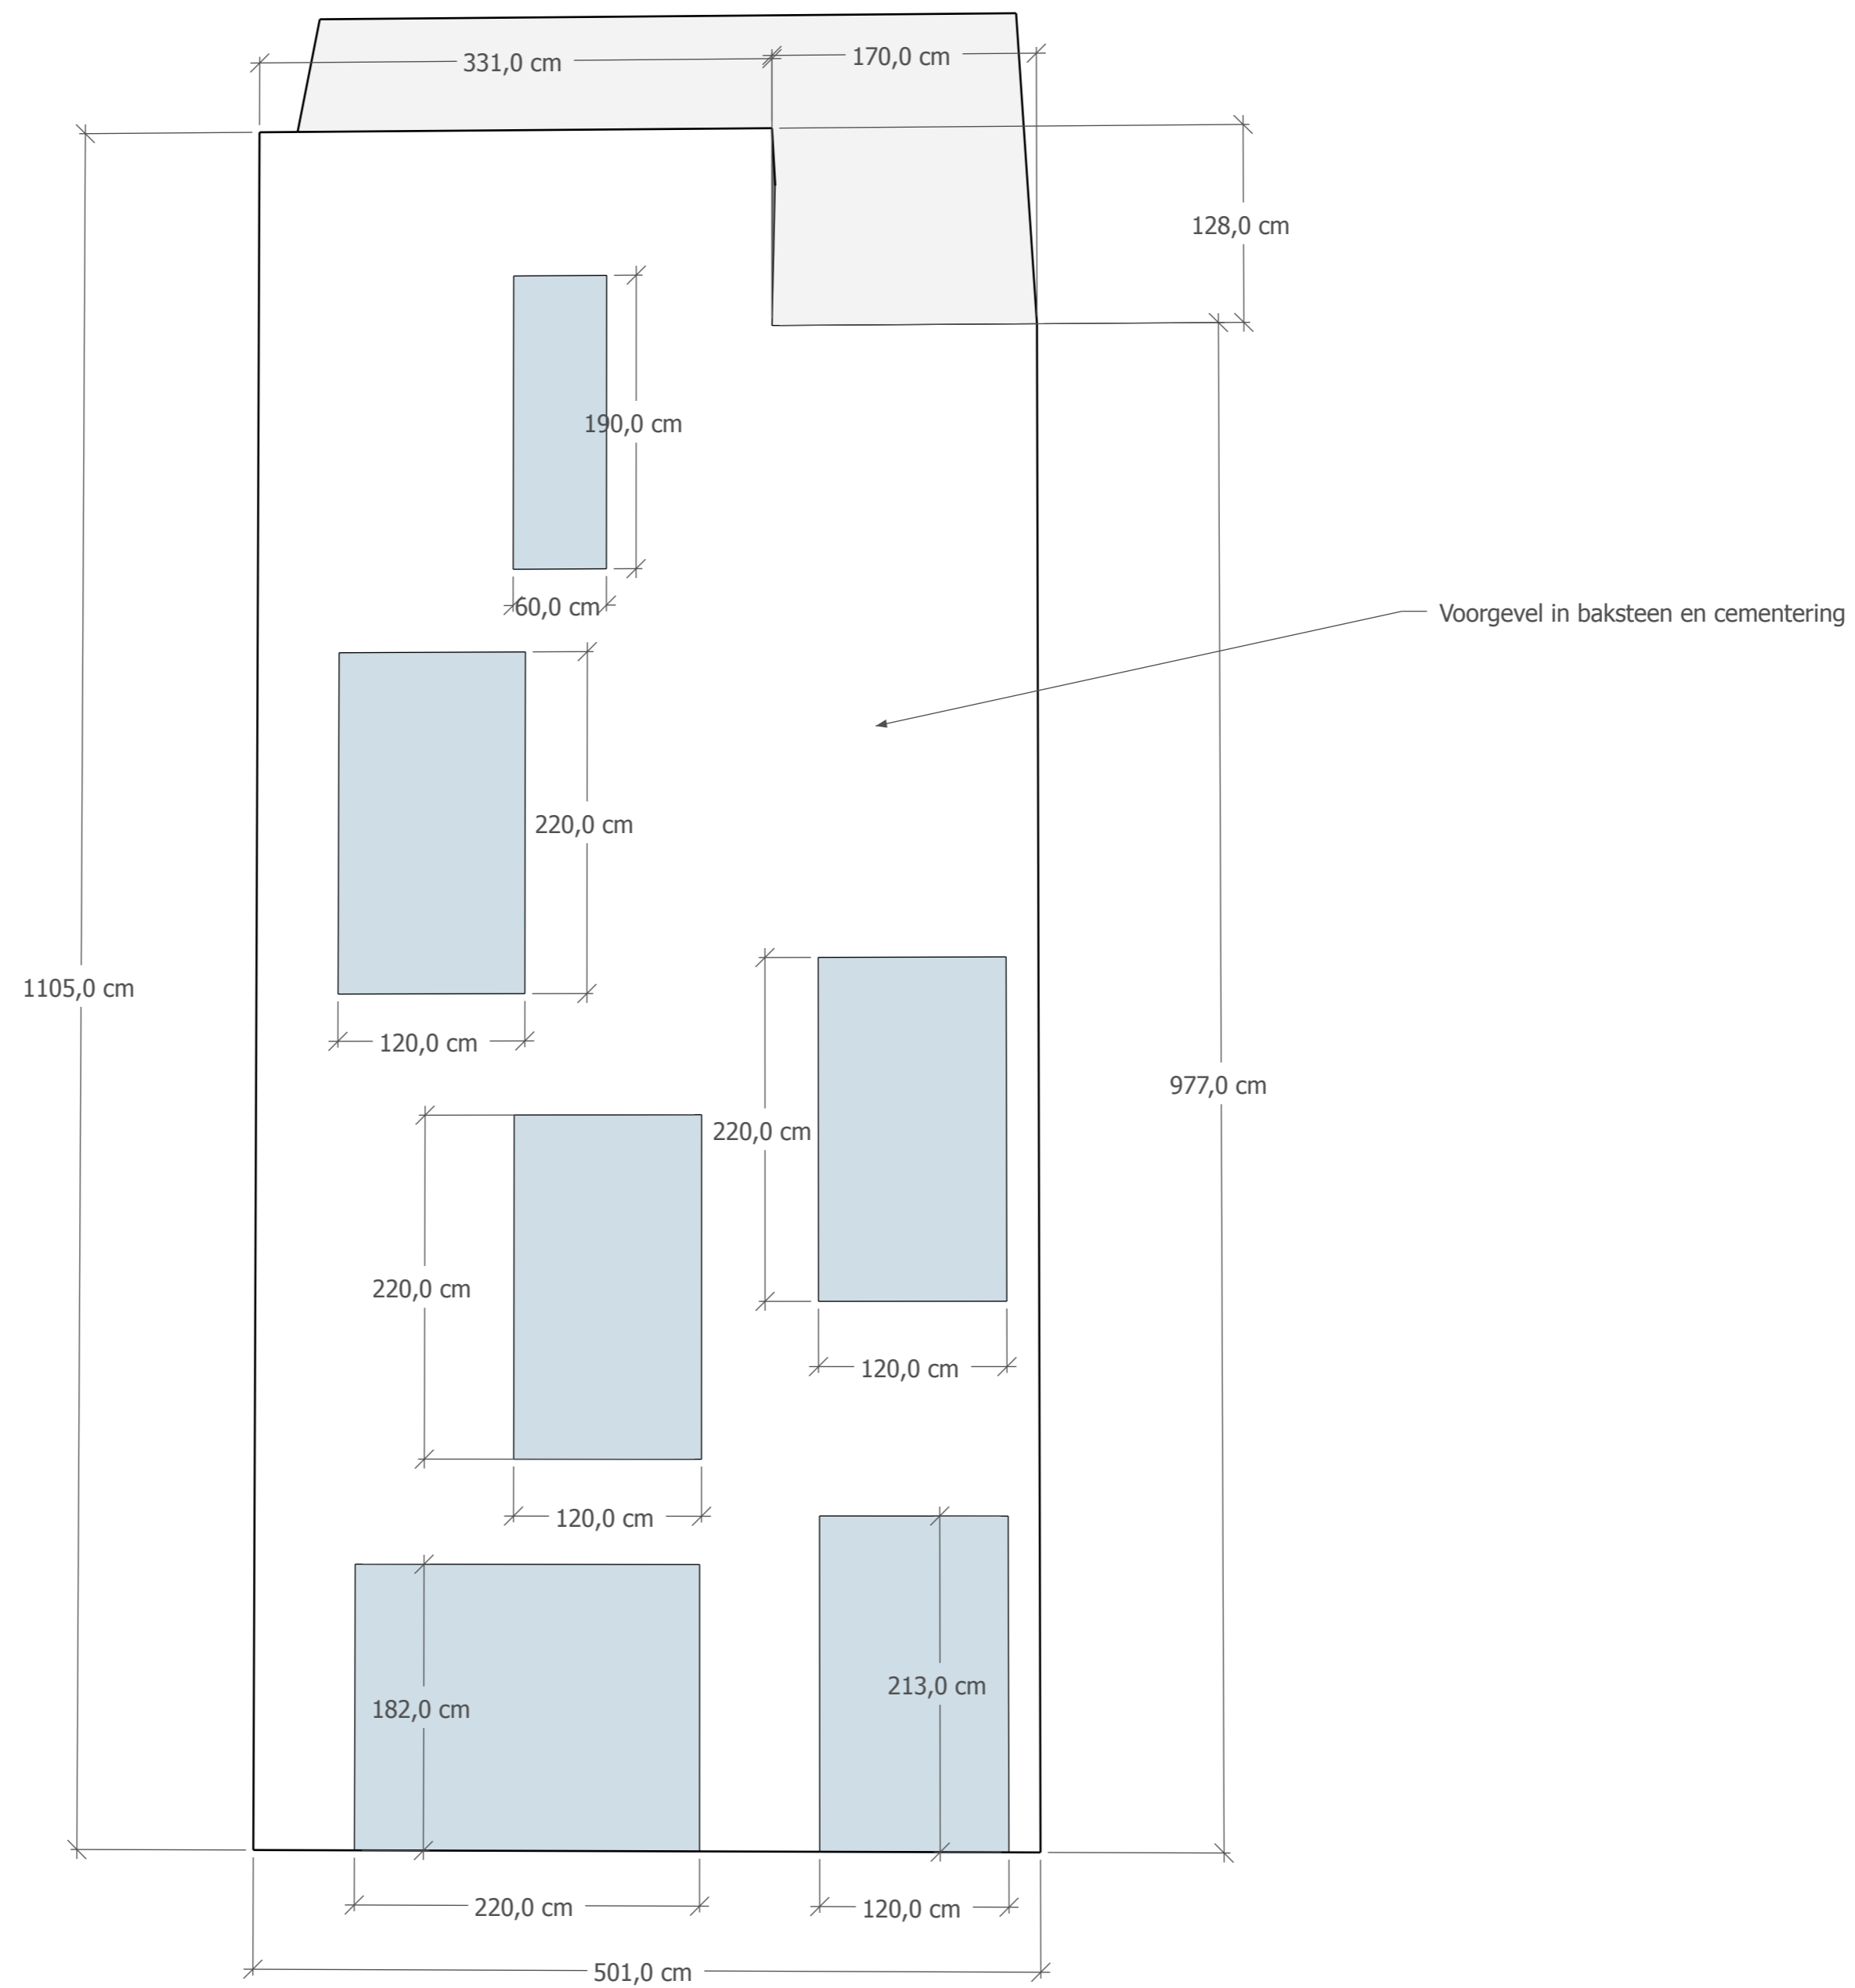 331,0 cm
170,0 cm
128,0 cm
190,0 cm
60,0 cm
Voorgevel in baksteen en cementering
220,0 cm
1105,0 cm
120,0 cm
977,0 cm
220,0 cm
220,0 cm
120,0 cm
120,0 cm
213,0 cm
182,0 cm
220,0 cm
120,0 cm
501,0 cm